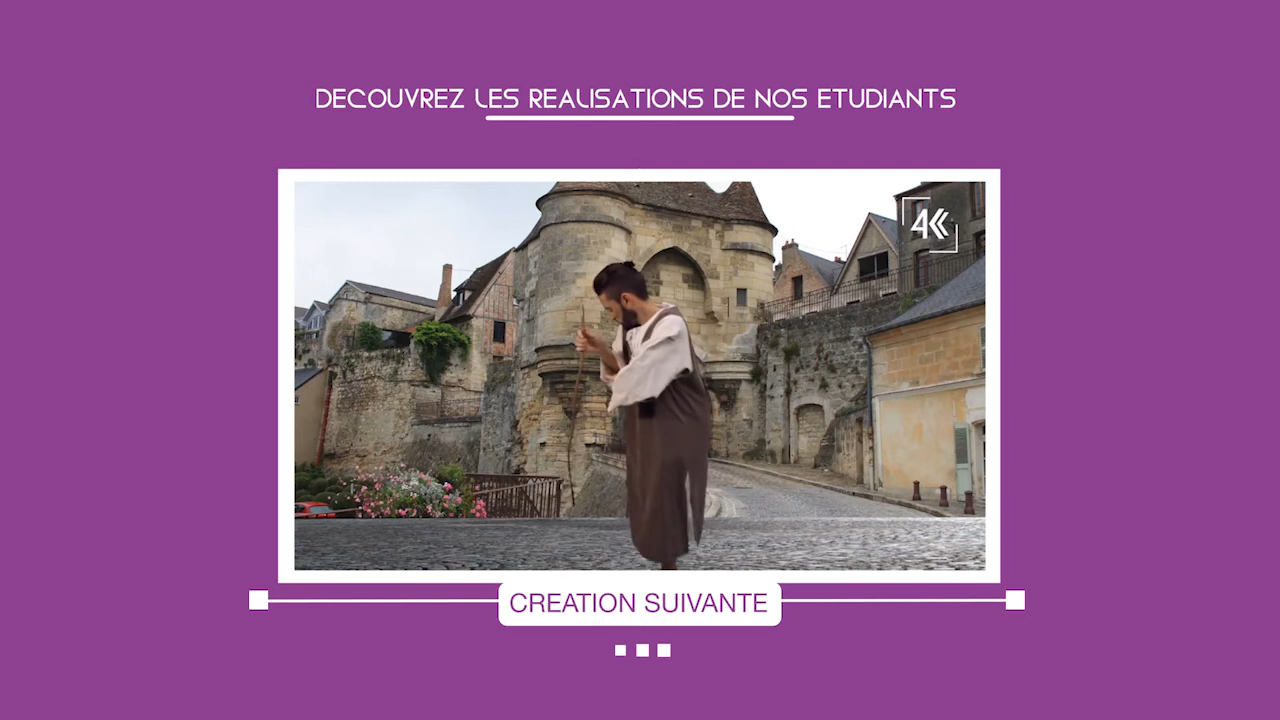 DECOUVREZ LES REALISATIONS DE NOS ETUDIANTS
4K
CREATION SUIVANTE